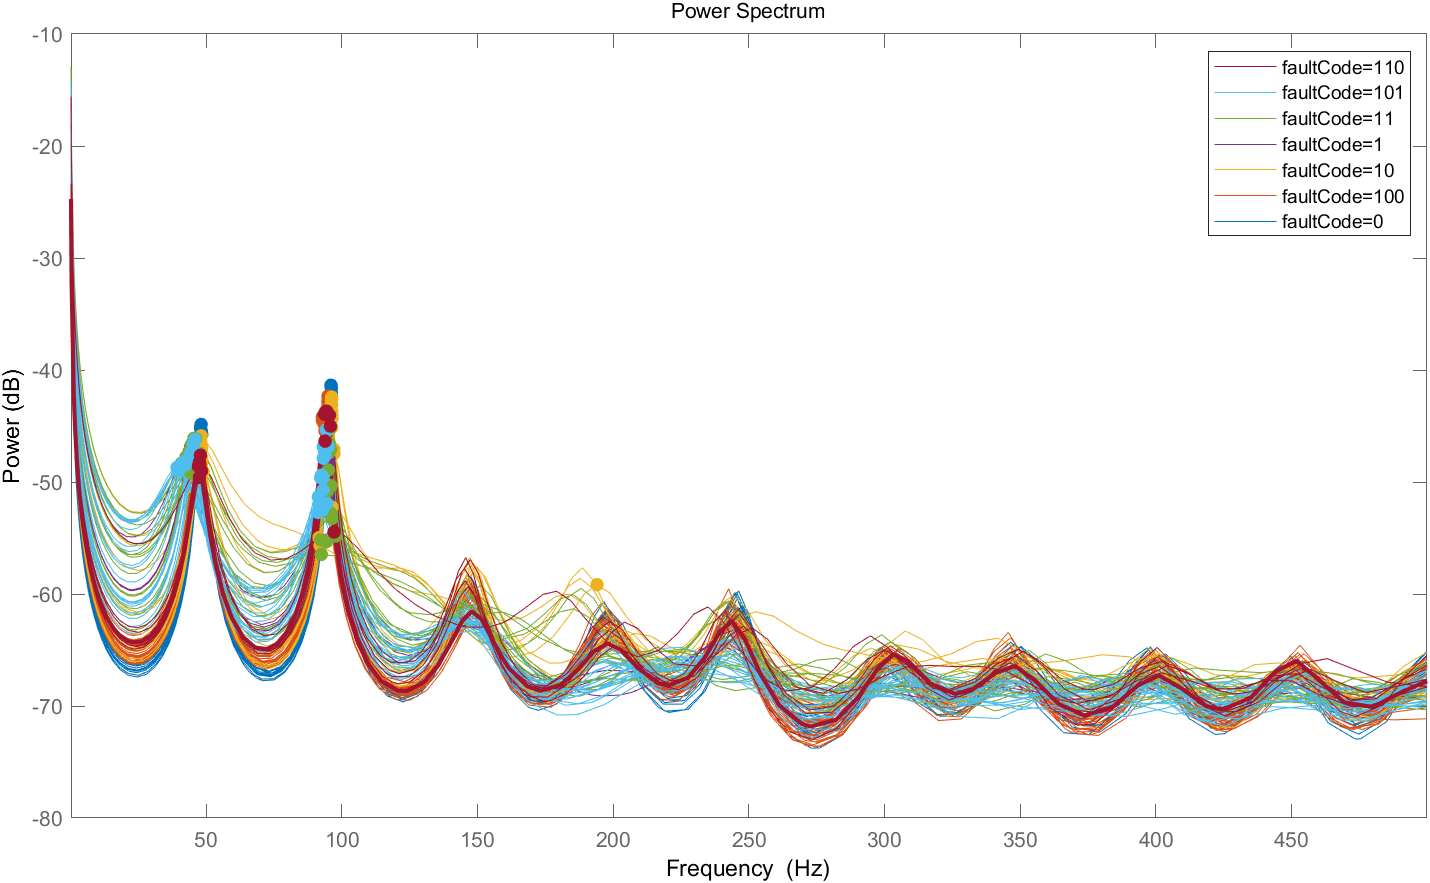 Power Spectrum
-10
-20
-30
-40
-50
-60
-70
-80
Power (dB)
faultCode=110
faultCode=101
faultCode=11
faultCode=1
faultCode=10
faultCode=100
faultCode=0
50
100
150
200
250
300
350
400
450
Frequency (Hz)